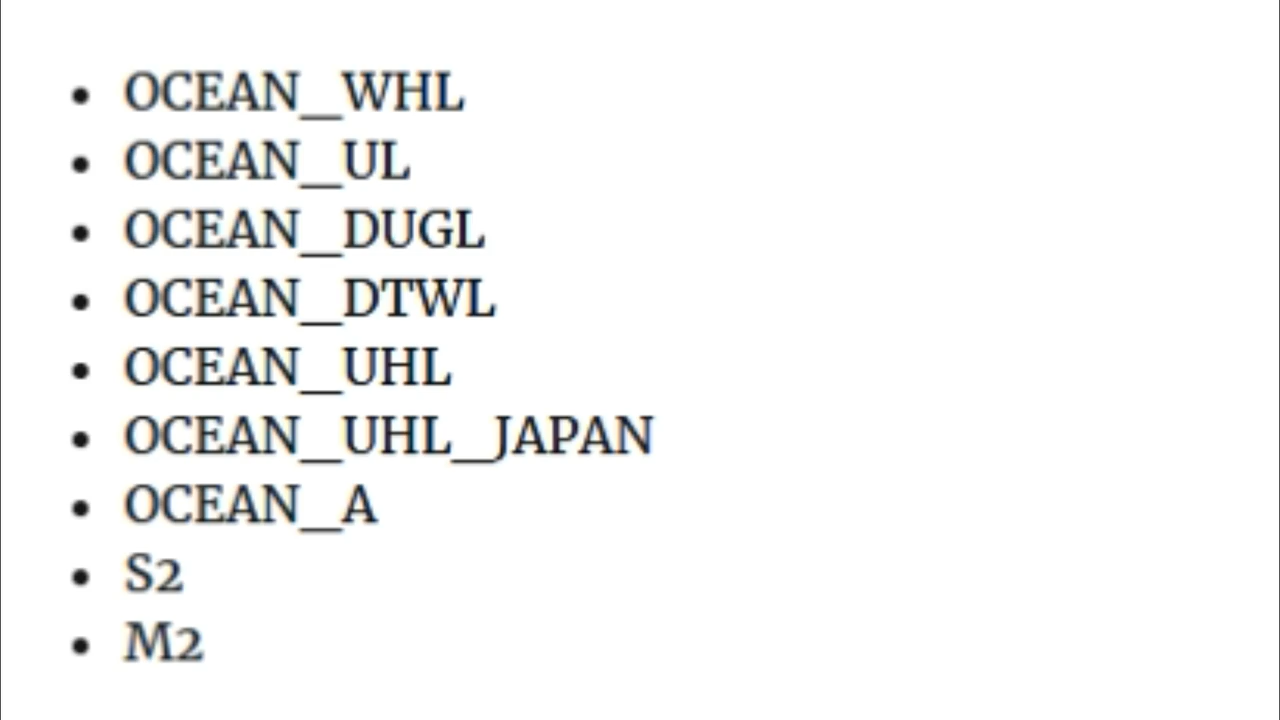 • OCEAN_WHL
• OCEAN_UL
• OCEAN_DUGL
• OCEAN_DTWL
• OCEAN_UHL
• OCEAN_UHL_JAPAN
• OCEAN_A
• S2
• M2